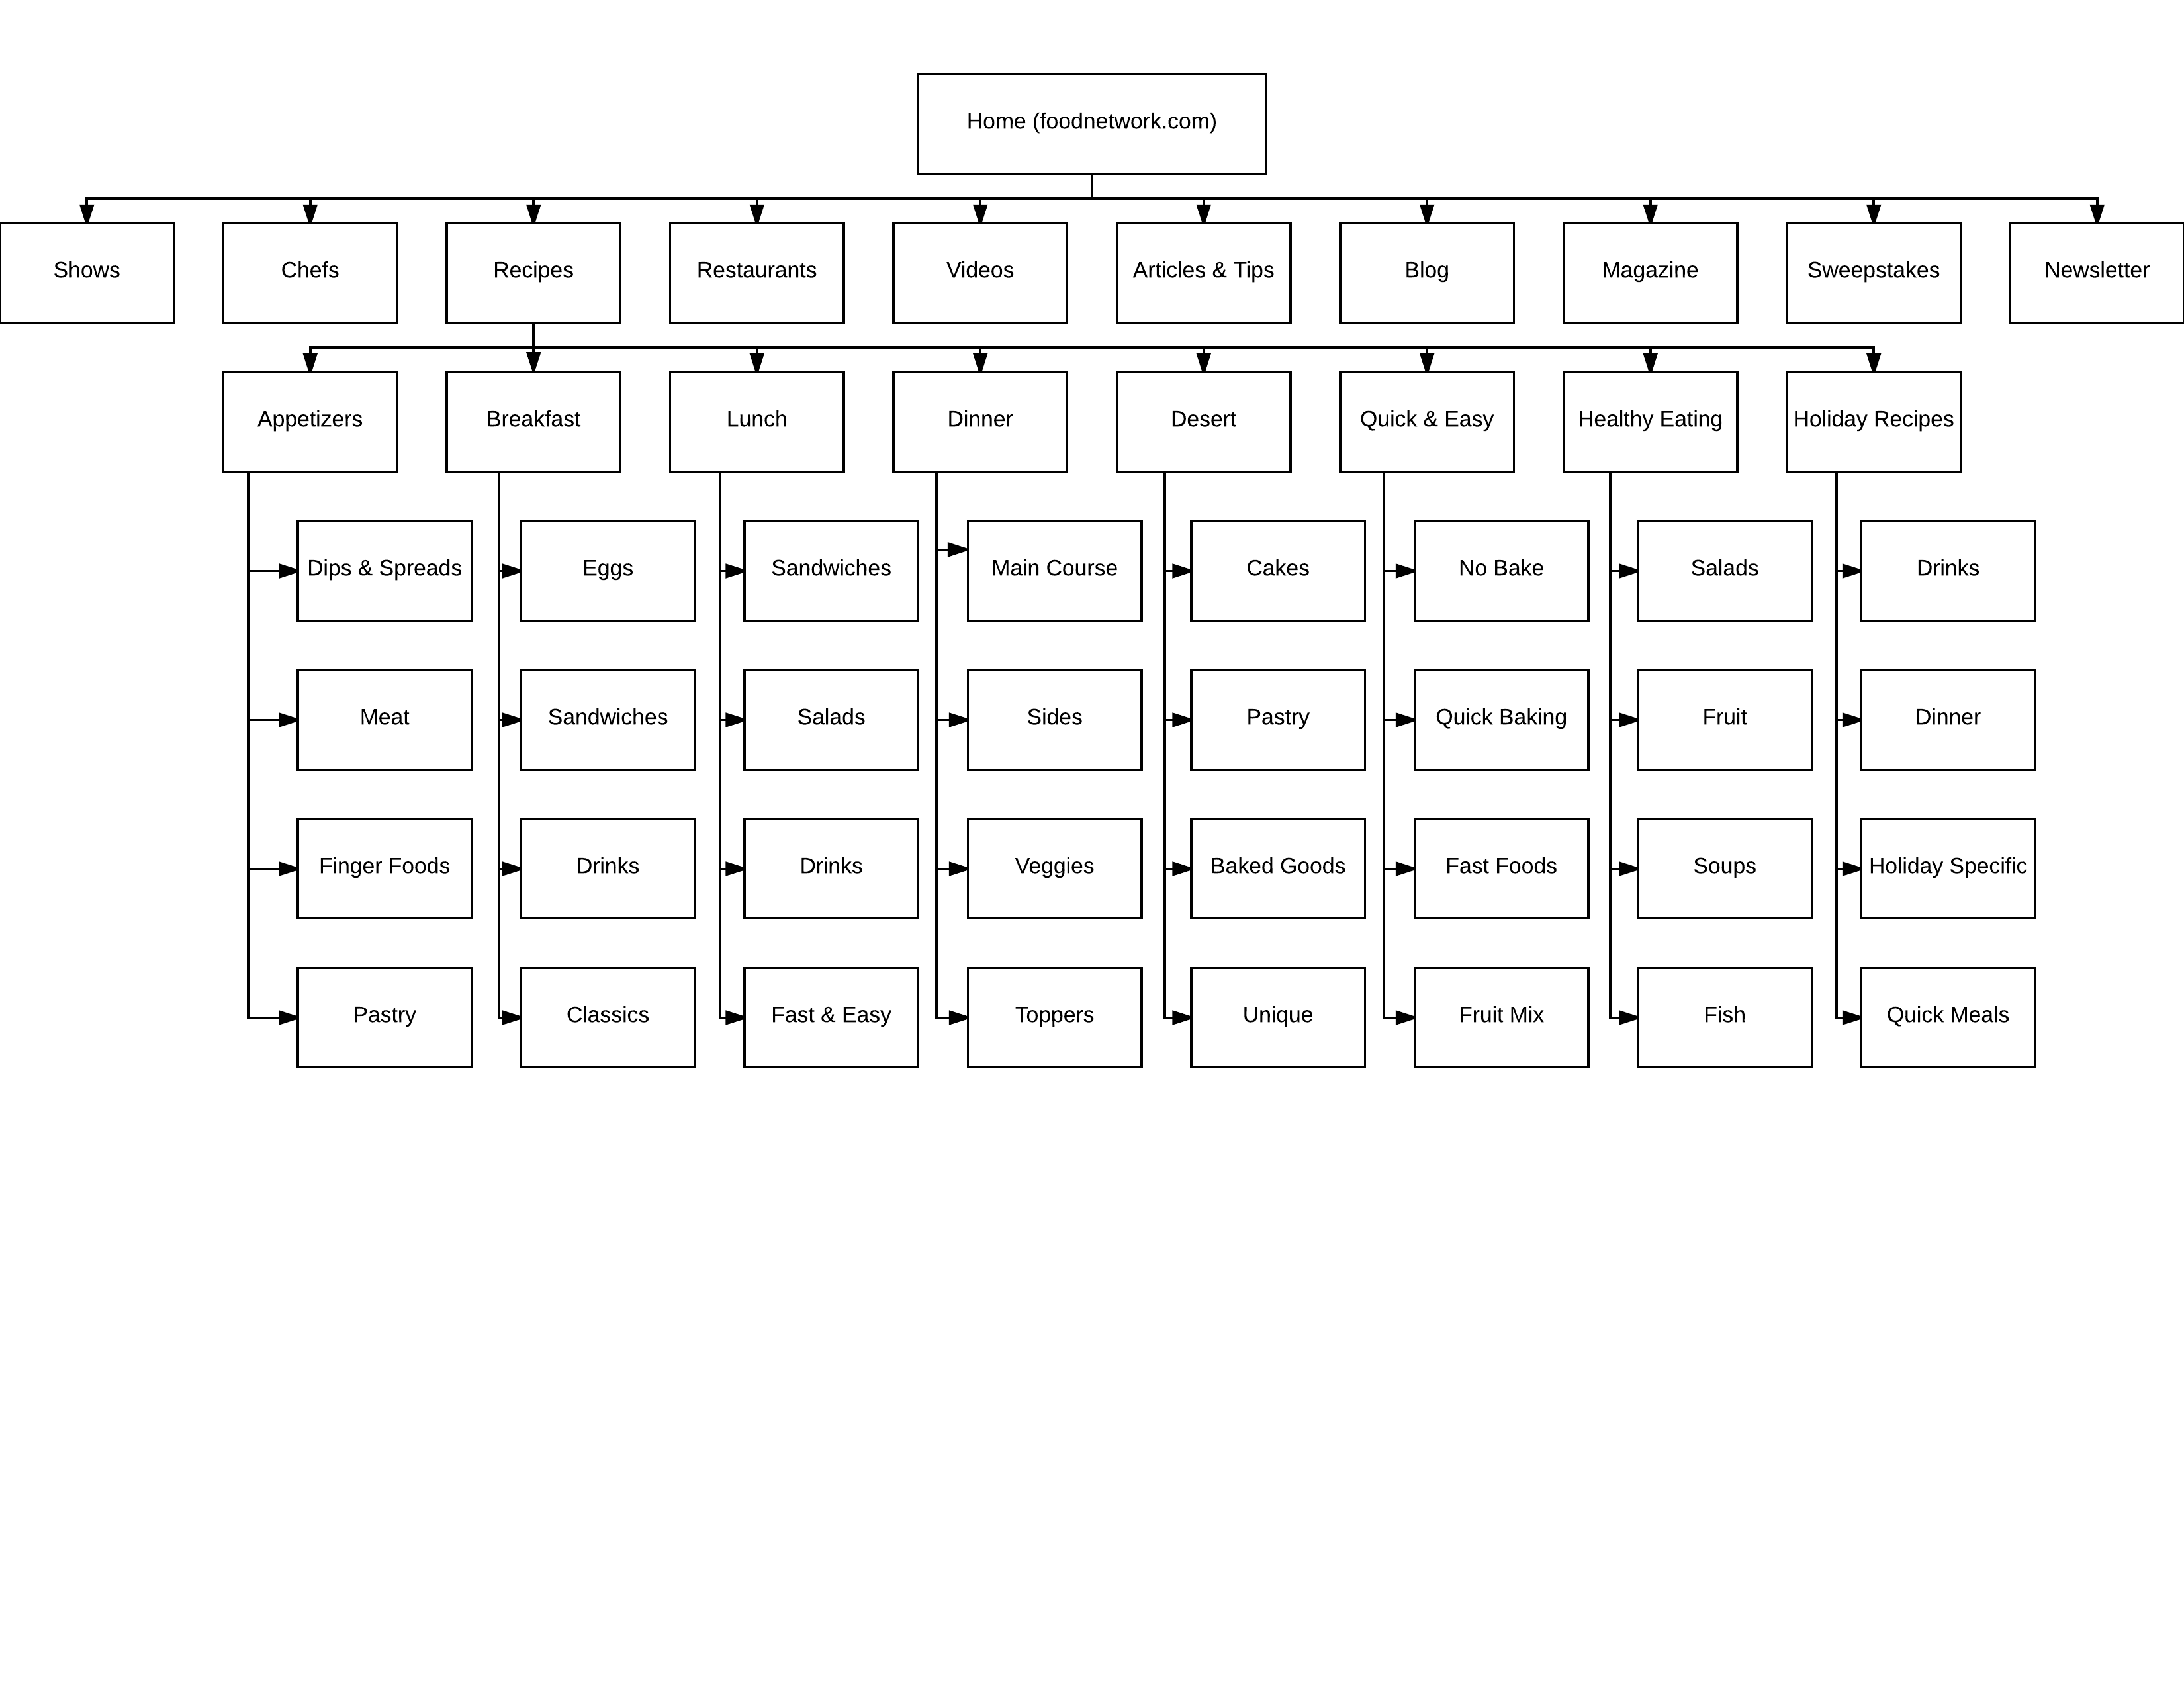 Home (foodnetwork.com)
Shows
Chefs
Recipes
Restaurants
Videos
Articles & Tips
Blog
Magazine
Sweepstakes
Newsletter
Appetizers
Breakfast
Lunch
Dinner
Desert
Quick & Easy
Healthy Eating
Holiday Recipes
Dips & Spreads
Eggs
Sandwiches
Main Course
Cakes
No Bake
Salads
Drinks
Meat
Sandwiches
Salads
Sides
Pastry
Quick Baking
Fruit
Dinner
Finger Foods
Drinks
Drinks
Veggies
Baked Goods
Fast Foods
Soups
Holiday Specific
Pastry
Classics
Fast & Easy
Toppers
Unique
Fruit Mix
Fish
Quick Meals